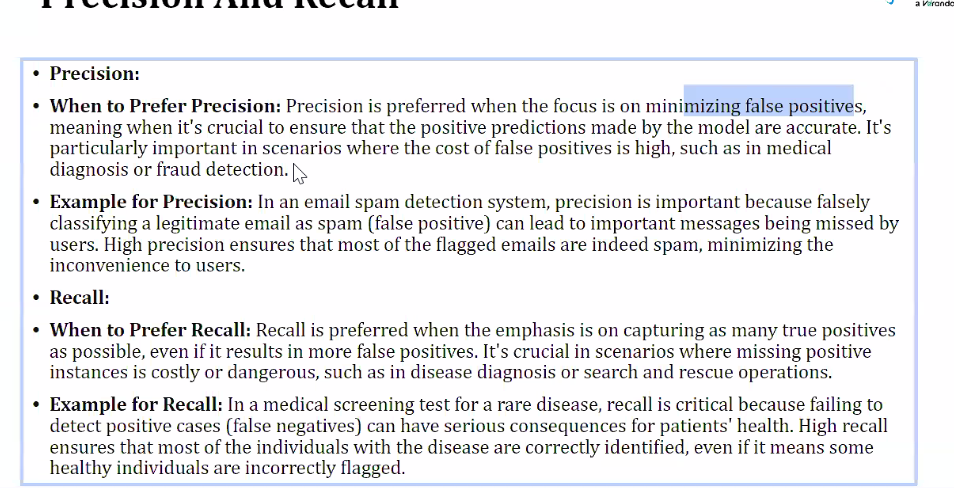 Precision And Recall
a Veranda
• Precision:
• When to Prefer Precision: Precision is preferred when the focus is on minimizing false positives,
meaning when it's crucial to ensure that the positive predictions made by the model are accurate. It's
particularly important in scenarios where the cost of false positives is high, such as in medical
diagnosis or fraud detection.
• Example for Precision: In an email spam detection system, precision is important because falsely
classifying a legitimate email as spam (false positive) can lead to important messages being missed by
users. High precision ensures that most of the flagged emails are indeed spam, minimizing the
inconvenience to users.
• Recall:
• When to Prefer Recall: Recall is preferred when the emphasis is on capturing as many true positives
as possible, even if it results in more false positives. It's crucial in scenarios where missing positive
instances is costly or dangerous, such as in disease diagnosis or search and rescue operations.
• Example for Recall: In a medical screening test for a rare disease, recall is critical because failing to
detect positive cases (false negatives) can have serious consequences for patients' health. High recall
ensures that most of the individuals with the disease are correctly identified, even if it means some
healthy individuals are incorrectly flagged.